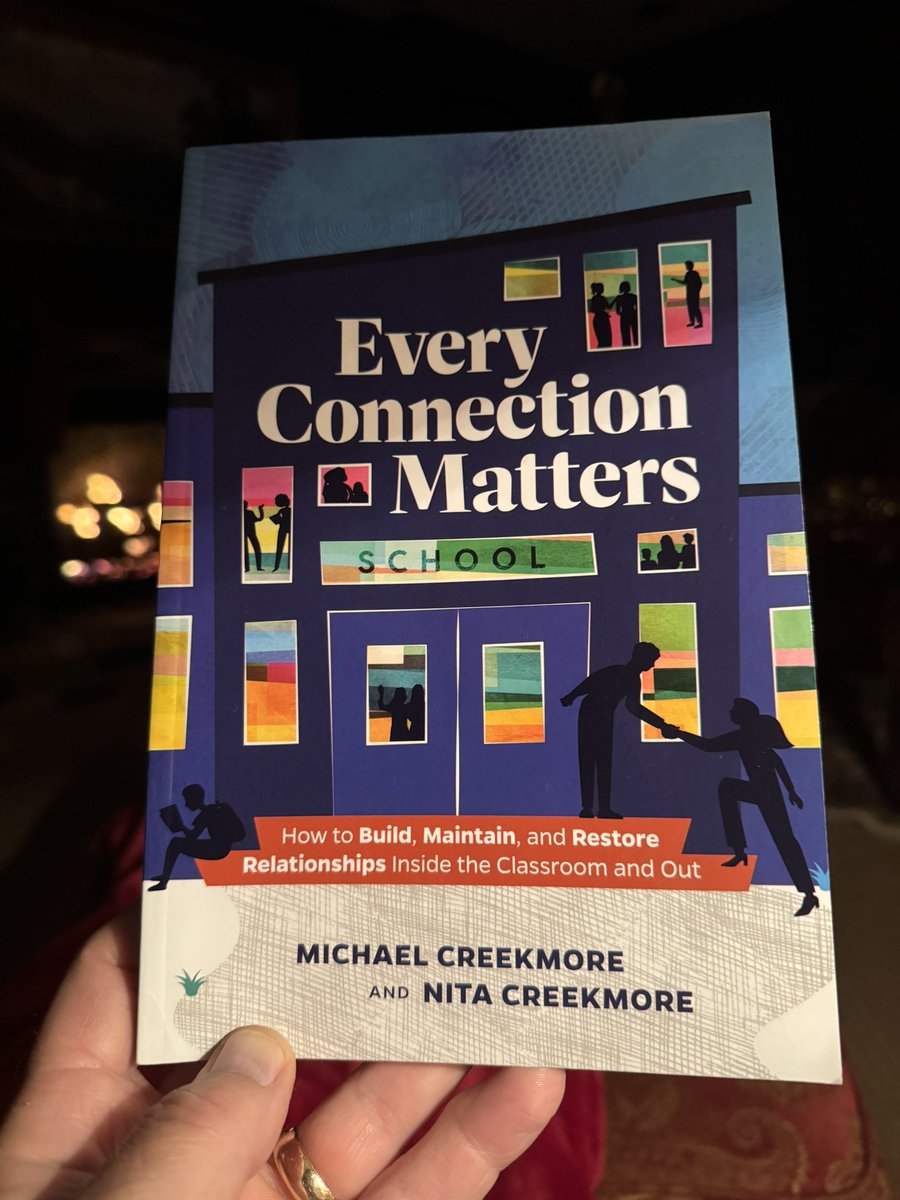 Every
Connection
Matters
SCHOOL
How to Build, Maintain, and Restore
Relationships Inside the Classroom and Out
MICHAEL CREEKMORE
AND NITA CREEKMORE